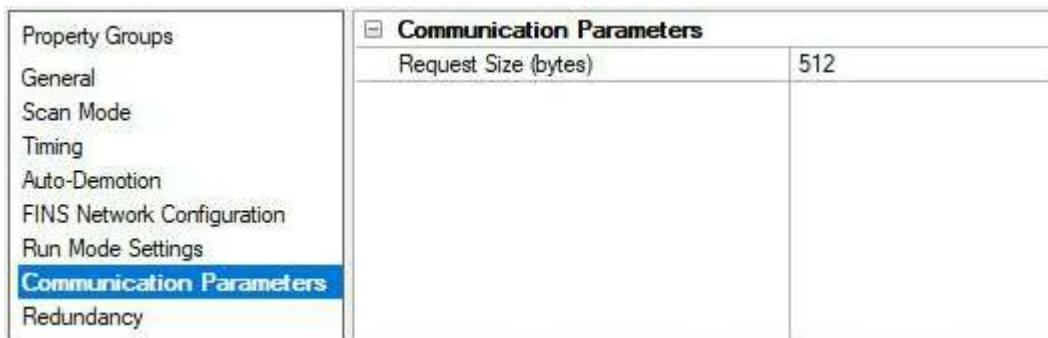 Property Groups
General
Scan Mode
Timing
Auto-Demotion
FINS Network Configuration
Run Mode Settings
Communication Parameters
Redundancy
Communication Parameters
Request Size (bytes) 512